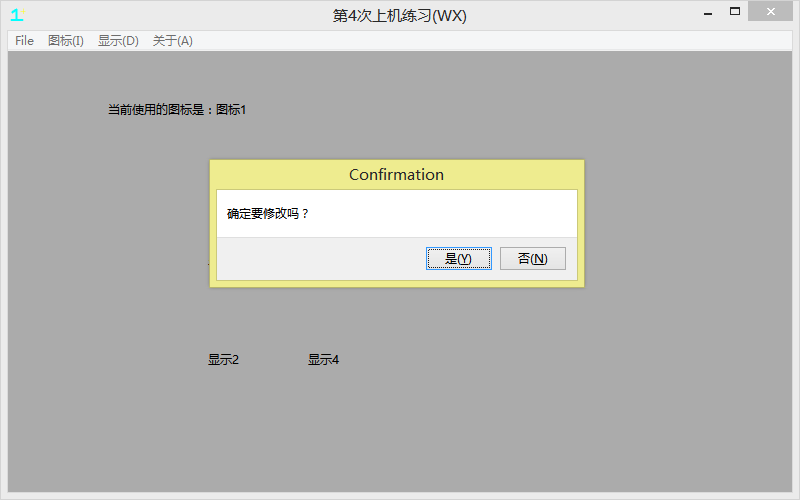 第4次上机练习(WX)
File 图标(I) 显示(D) 关于(A)
当前使用的图标是：图标1
Confirmation
确定要修改吗？
是(Y) 否(N)
显示2 显示4